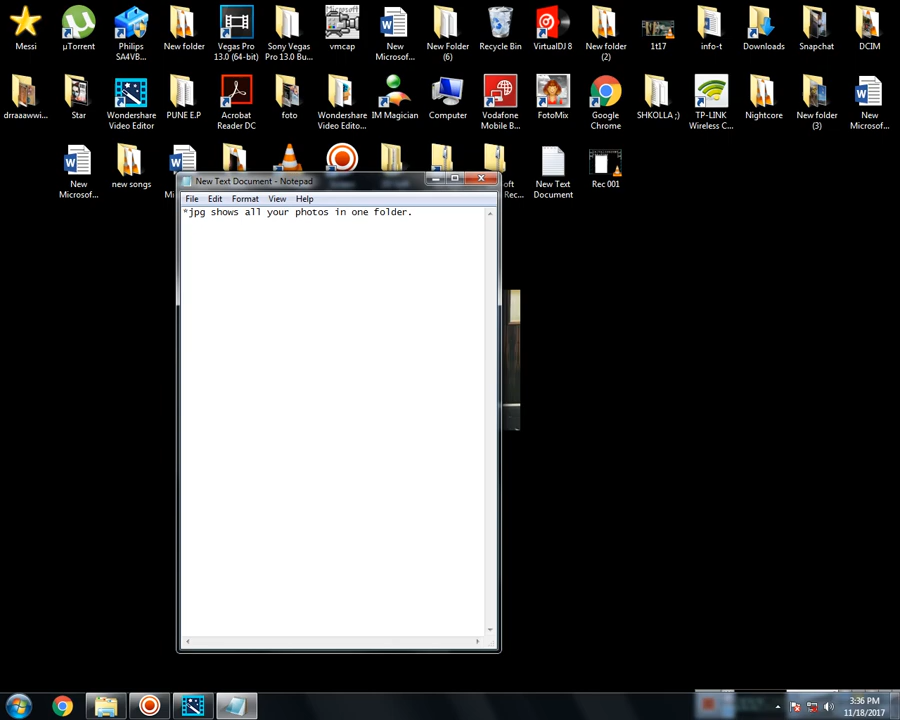 Messi
µTorrent
Philips SA4VB...
New folder
Vegas Pro 13.0 (64-bit)
Sony Vegas Pro 13.0 Bu...
vmcap
New Microsof...
New Folder (6)
Recycle Bin
VirtualDJ 8
New folder (2)
1t17
info-t
Downloads
Snapchat
DCIM
drraaawwi...
Star
Wondershare Video Editor
PUNE E.P
Acrobat Reader DC
foto
Wondershare Video Edito...
IM Magician
Computer
Vodafone Mobile B...
FotoMix
Google Chrome
SHKOLLA ;)
TP-LINK Wireless C...
Nightcore
New folder (3)
New Microsof...
New Microsof...
new songs
New Text Document
Rec 001
New Text Document - Notepad
File Edit Format View Help
*jpg shows all your photos in one folder.
3:36 PM
11/18/2017